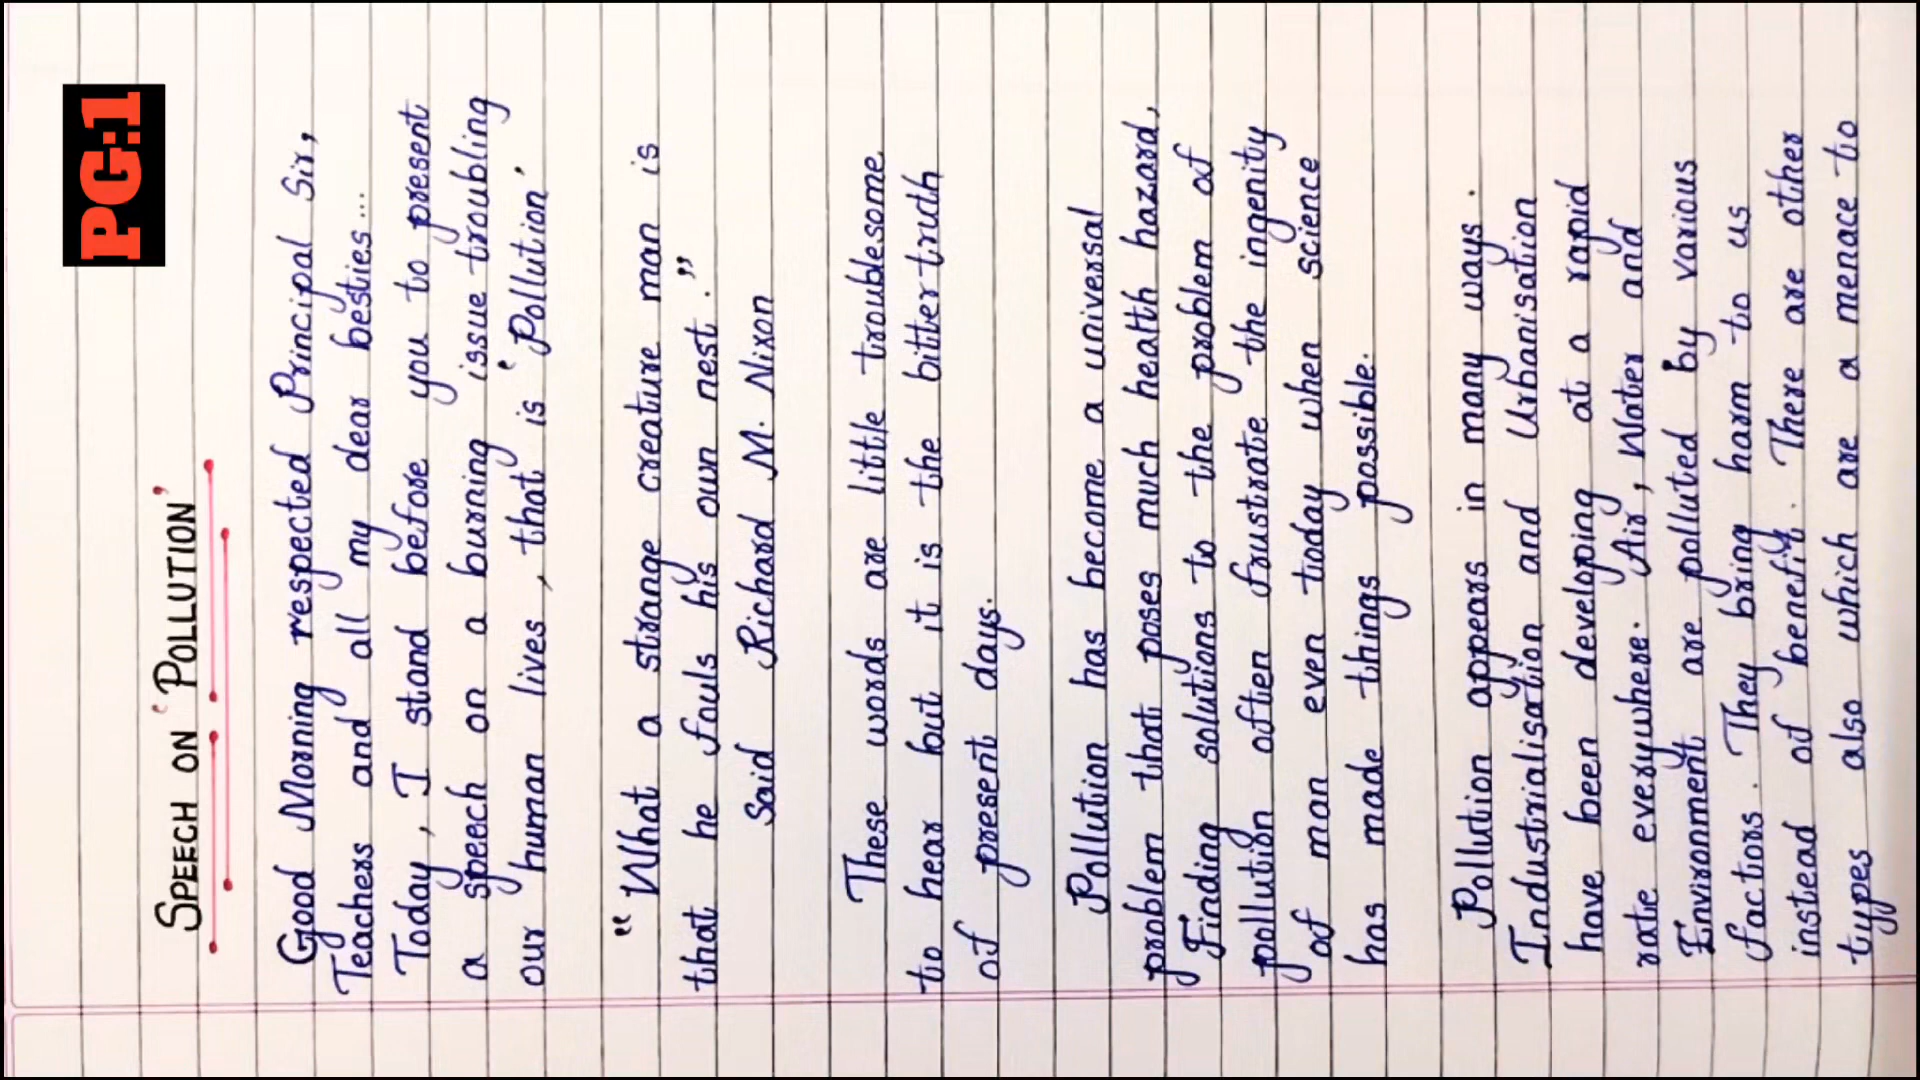 PG:1
SPEECH ON 'POLLUTION'
Good Morning respected Principal Sir,
Teachers and all my dear besties...
Today, I stand before you to present
a speech on a burning issue troubling
our human lives, that is 'Pollution'
"What a strange creature man is
that he fouls his own nest."
Said Richard M. Nixon
These words are little troublesome
to hear but it is the bitter truth
of present days.
Pollution has become a universal
problem that poses much health hazard,
Finding solutions to the problem of
pollution often frustrate the ingenity
of man even today when science
has made things possible.
Pollution appears in many ways.
Industrialisation and Urbanisation
have been developing at a rapid
rate everywhere. Air, Water and
Environment are polluted by various
factors. They bring harm to us
instead of benefit. There are other
types also which are a menace to